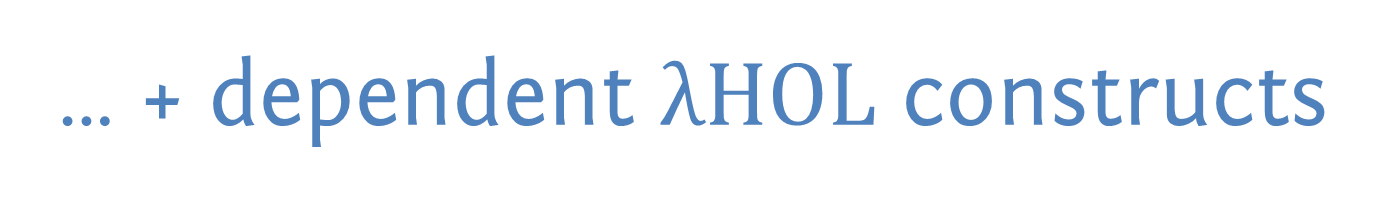 ... + dependent λHOL constructs